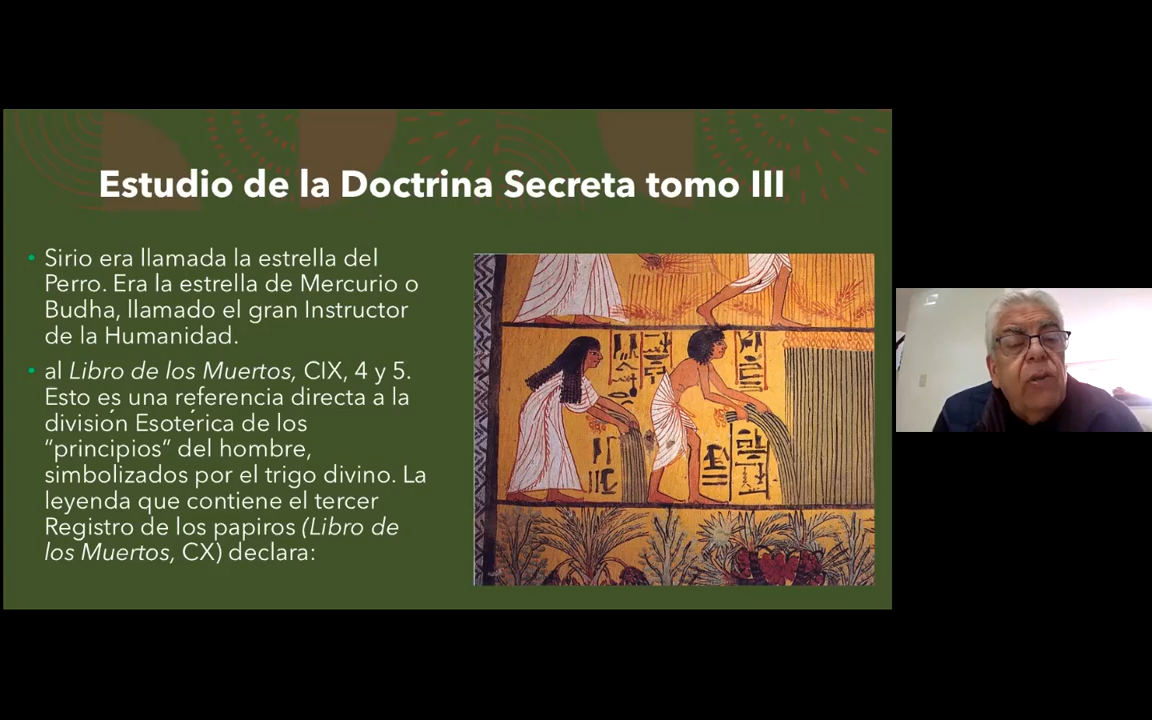 Estudio de la Doctrina Secreta tomo III
• Sirio era llamada la estrella del
Perro. Era la estrella de Mercurio o
Budha, llamado el gran Instructor
de la Humanidad.
• al Libro de los Muertos, CIX, 4 y 5.
Esto es una referencia directa a la
división Esotérica de los
“principios” del hombre,
simbolizados por el trigo divino. La
leyenda que contiene el tercer
Registro de los papiros (Libro de
los Muertos, CX) declara: